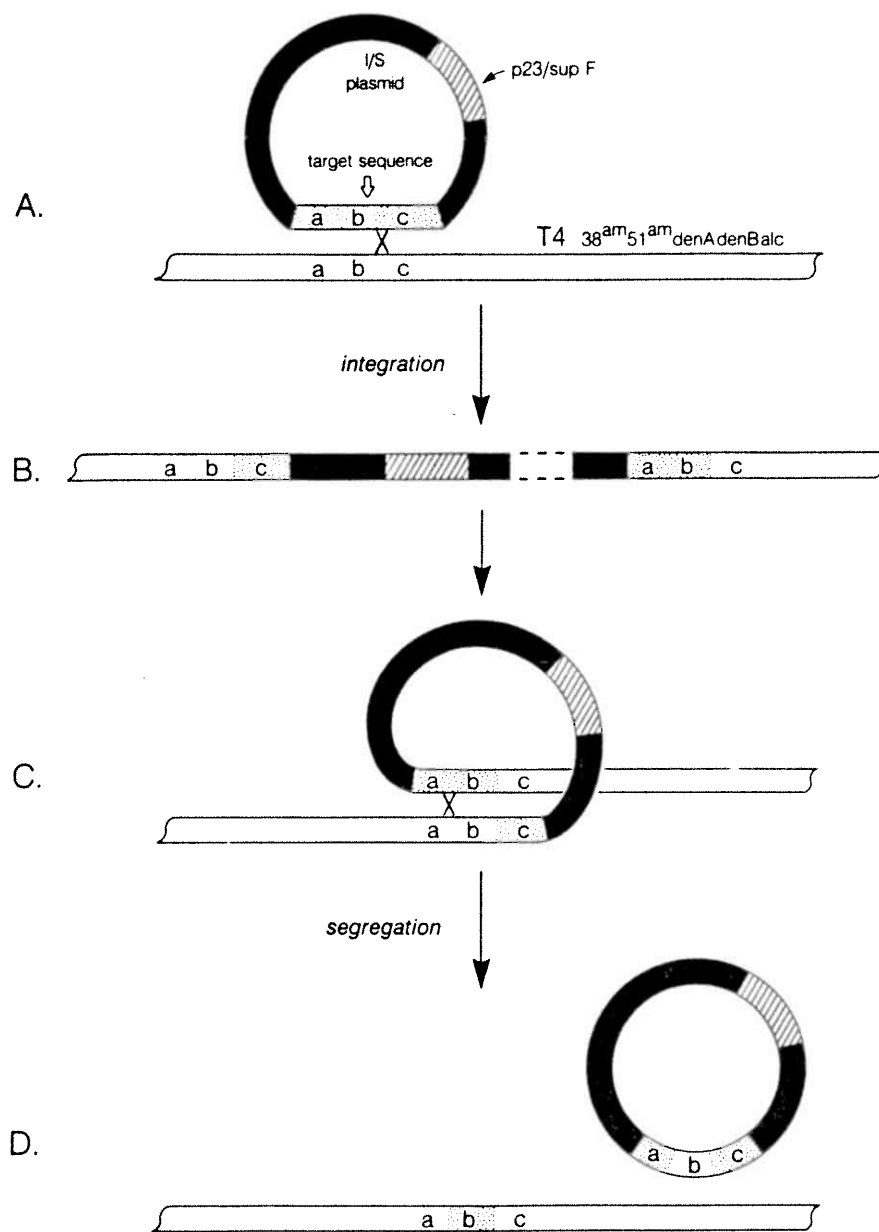 I/S
plasmid
p23/sup F
target sequence
A.
a b c
T4 38am51amdenAdenBalc
a b c
integration
B.
a b c a b c
C.
a b c
a b c
segregation
D.
a b c
a b c